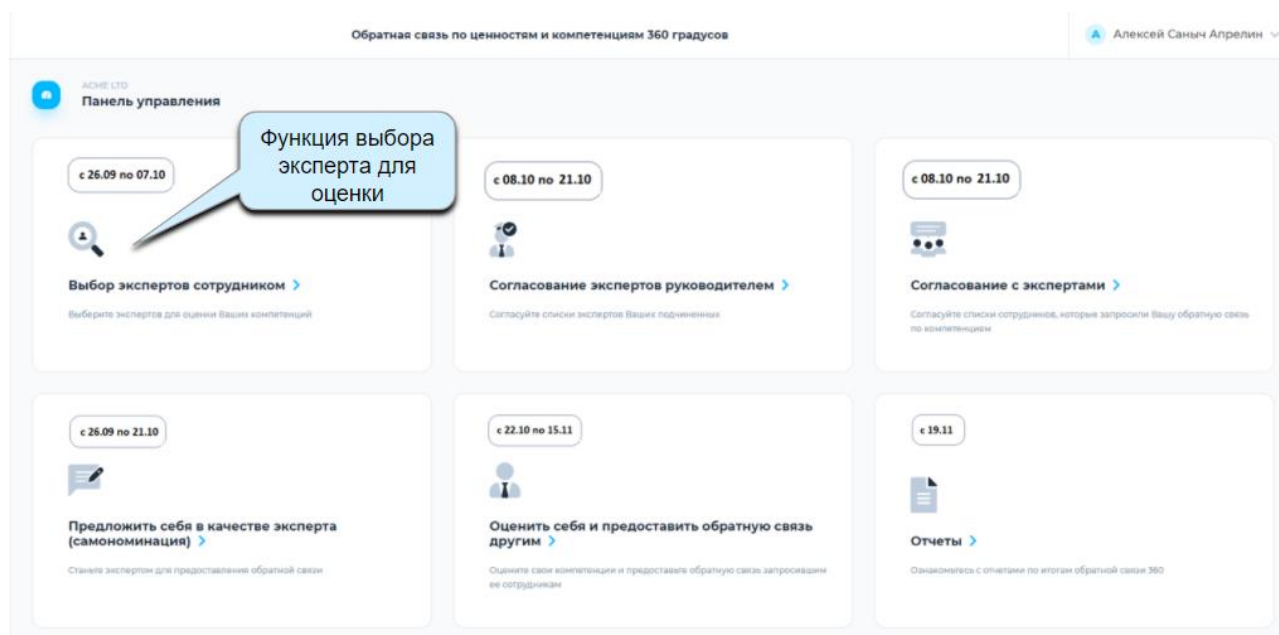 Обратная связь по ценностям и компетенциям 360 градусов
А Алексей Саныч Апрелин
ACME LTD
Панель управления
Функция выбора
эксперта для
оценки
с 26.09 по 07.10
с 08.10 по 21.10
с 08.10 по 21.10
Выбор экспертов сотрудником >
Согласование экспертов руководителем >
Согласование с экспертами >
Выберите экспертов для оценки Ваших компетенций
Согласуйте списки экспертов Ваших подчиненных
Согласуйте списки сотрудников, которые запросили Вашу обратную связь
по компетенциям
с 26.09 по 21.10
с 22.10 по 15.11
с 19.11
Предложить себя в качестве эксперта
(самономинация) >
Оценить себя и предоставить обратную связь
другим >
Отчеты >
Станьте экспертом для предоставления обратной связи
Оцените свои компетенции и предоставьте обратную связь запросившим
ее сотрудникам
Ознакомьтесь с отчетами по итогам обратной связи 360